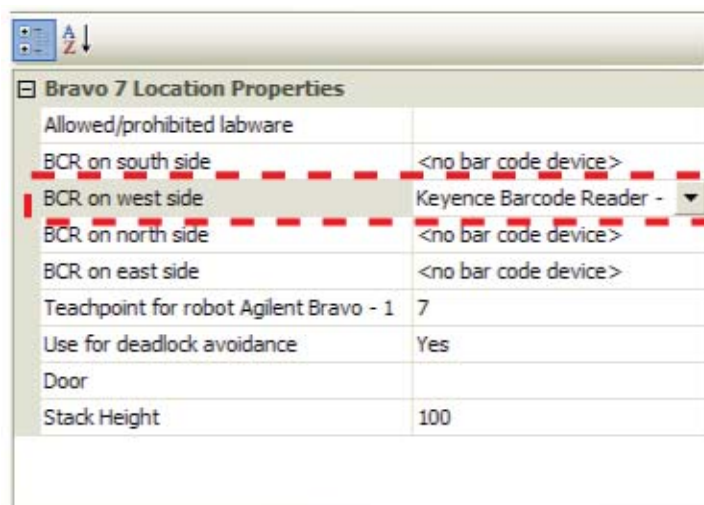 A
Z
Bravo 7 Location Properties
Allowed/prohibited labware
BCR on south side <no bar code device>
BCR on west side Keyence Barcode Reader -
BCR on north side <no bar code device>
BCR on east side <no bar code device>
Teachpoint for robot Agilent Bravo - 1 7
Use for deadlock avoidance Yes
Door
Stack Height 100